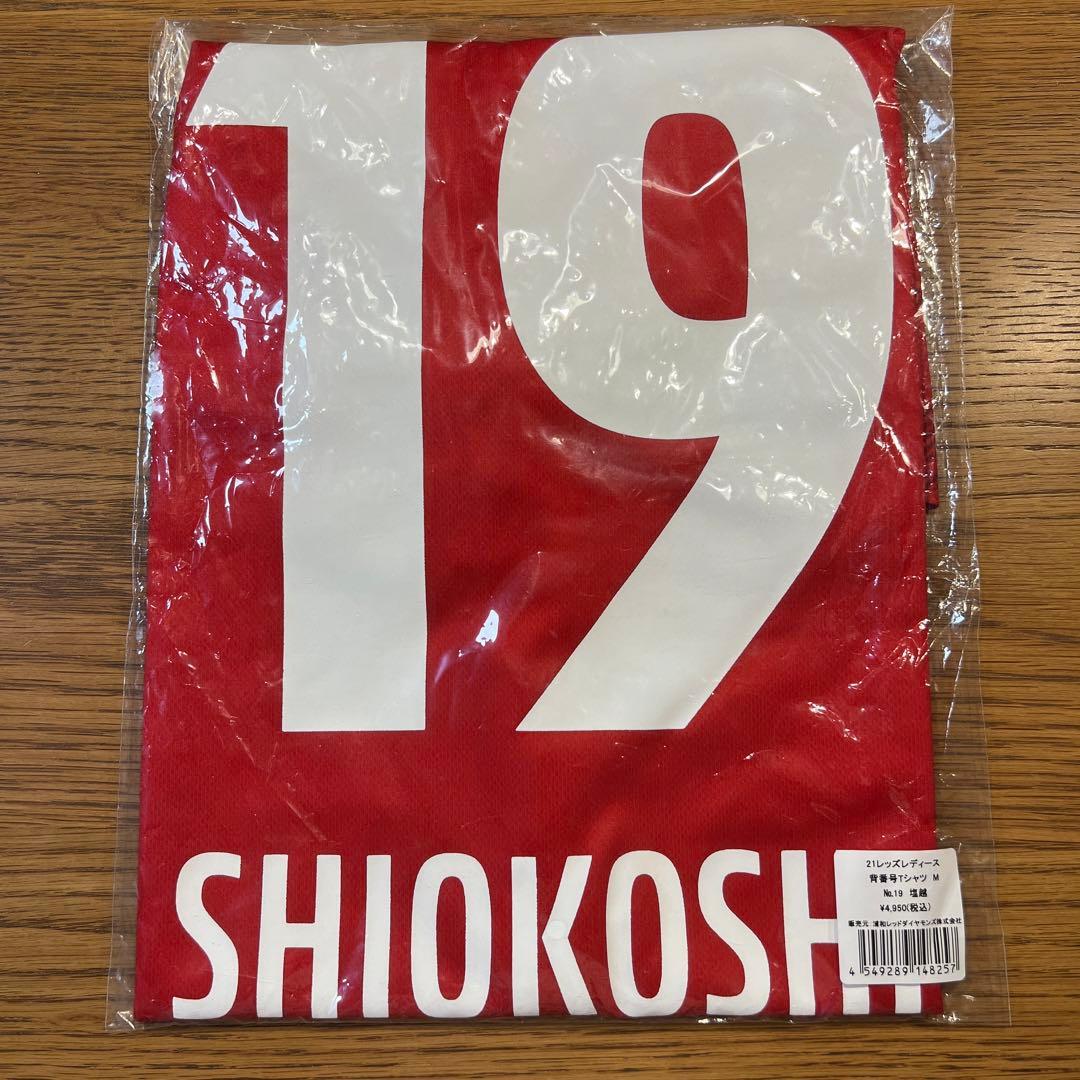 19
SHIOKOSHI
21レッズレディース
背番号Tシャツ M
№19 塩越
¥4,950(税込)
販売元 浦和レッドダイヤモンズ株式会社
4 549289 148257